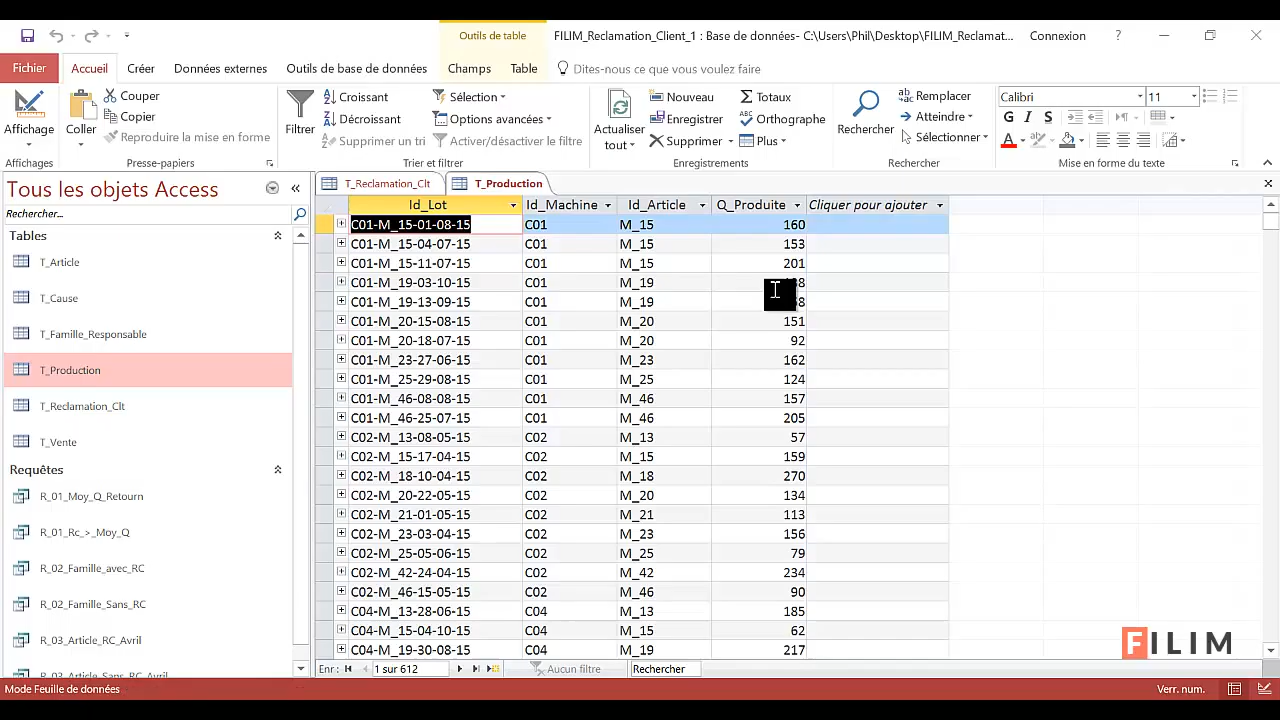 Outils de table
FILIM_Reclamation_Client_1 : Base de données- C:\Users\Phil\Desktop\FILIM_Reclamat...
Connexion
?
Fichier
Accueil
Créer
Données externes
Outils de base de données
Champs
Table
Dites-nous ce que vous voulez faire
Affichage
Affichages
Coller
Couper
Copier
Reproduire la mise en forme
Presse-papiers
Filtrer
Croissant
Décroissant
Supprimer un tri
Sélection
Options avancées
Activer/désactiver le filtre
Trier et filtrer
Actualiser
tout
Nouveau
Enregistrer
Supprimer
Totaux
Orthographe
Plus
Enregistrements
Rechercher
Remplacer
Atteindre
Sélectionner
Rechercher
Calibri
11
G I S
Mise en forme du texte
Tous les objets Access
Rechercher...
Tables
T_Article
T_Cause
T_Famille_Responsable
T_Production
T_Reclamation_Clt
T_Vente
Requêtes
R_01_Moy_Q_Retourn
R_01_Rc_>_Moy_Q
R_02_Famille_avec_RC
R_02_Famille_Sans_RC
R_03_Article_RC_Avril
R_03_Article_Sans_RC_Avril
T_Reclamation_Clt
T_Production
Id_Lot Id_Machine Id_Article Q_Produite Cliquer pour ajouter
C01-M_15-01-08-15 C01 M_15 160
C01-M_15-04-07-15 C01 M_15 153
C01-M_15-11-07-15 C01 M_15 201
C01-M_19-03-10-15 C01 M_19
C01-M_19-13-09-15 C01 M_19
C01-M_20-15-08-15 C01 M_20 151
C01-M_20-18-07-15 C01 M_20 92
C01-M_23-27-06-15 C01 M_23 162
C01-M_25-29-08-15 C01 M_25 124
C01-M_46-08-08-15 C01 M_46 157
C01-M_46-25-07-15 C01 M_46 205
C02-M_13-08-05-15 C02 M_13 57
C02-M_15-17-04-15 C02 M_15 159
C02-M_18-10-04-15 C02 M_18 270
C02-M_20-22-05-15 C02 M_20 134
C02-M_21-01-05-15 C02 M_21 113
C02-M_23-03-04-15 C02 M_23 156
C02-M_25-05-06-15 C02 M_25 79
C02-M_42-24-04-15 C02 M_42 234
C02-M_46-15-05-15 C02 M_46 90
C04-M_13-28-06-15 C04 M_13 185
C04-M_15-04-10-15 C04 M_15 62
C04-M_19-30-08-15 C04 M_19 217
FILIM
Enr : 1 sur 612 Aucun filtre Rechercher
Mode Feuille de données
Verr. num.